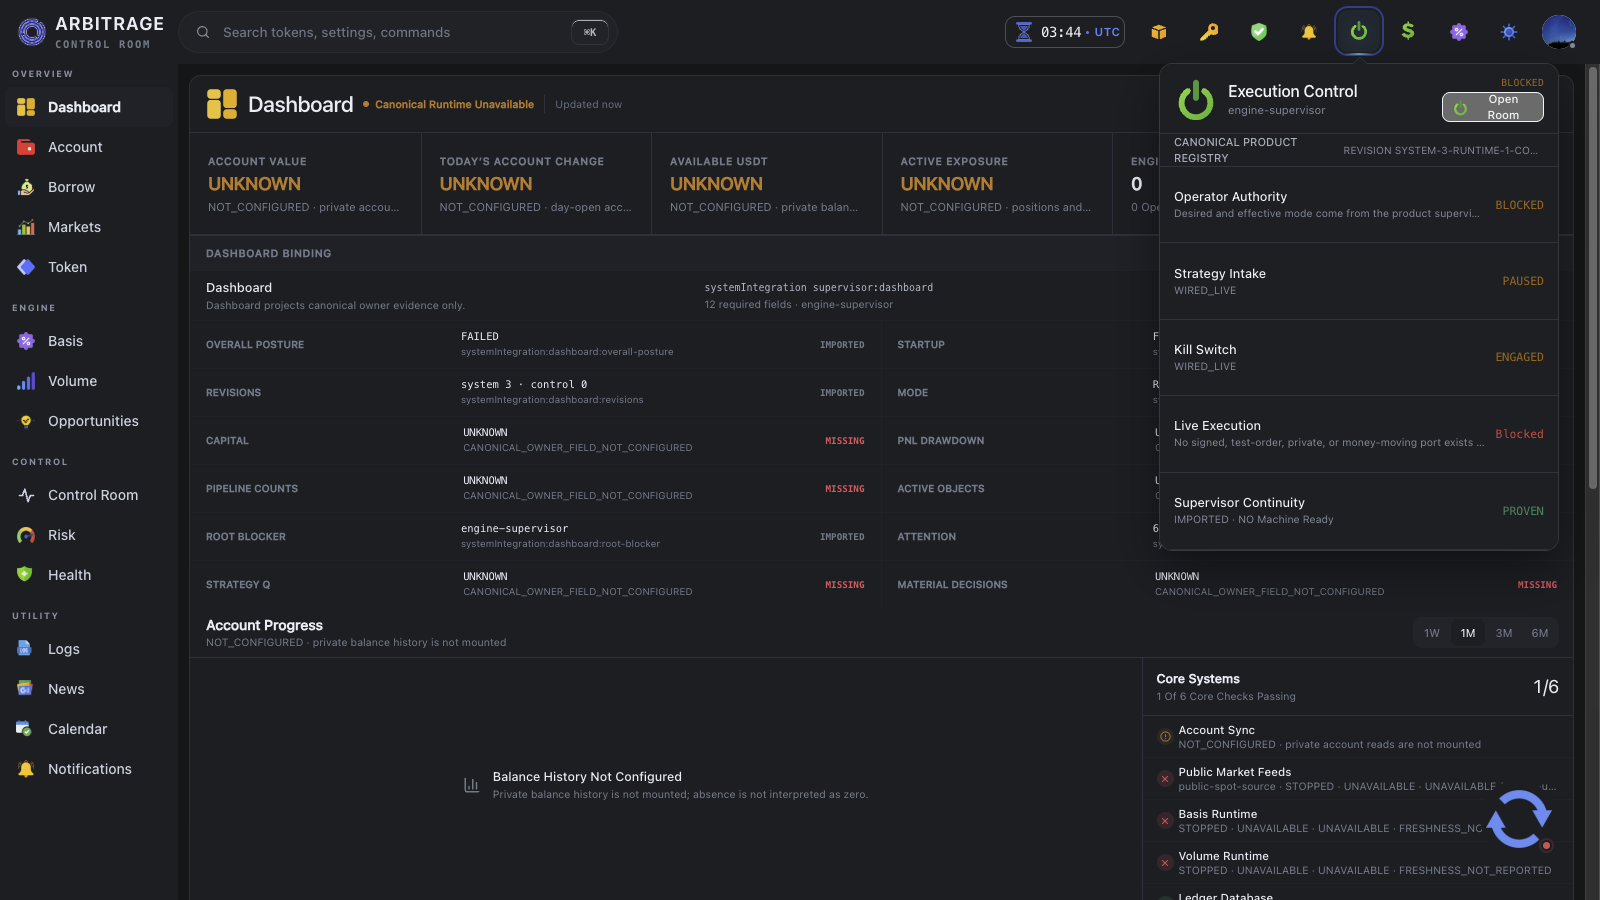 ARBITRAGE
CONTROL ROOM
Search tokens, settings, commands
⌘K
03:44 • UTC
OVERVIEW
Dashboard
Account
Borrow
Markets
Token
ENGINE
Basis
Volume
Opportunities
CONTROL
Control Room
Risk
Health
UTILITY
Logs
News
Calendar
Notifications
Dashboard
Canonical Runtime Unavailable
Updated now
ACCOUNT VALUE
UNKNOWN
NOT_CONFIGURED · private accou...
TODAY'S ACCOUNT CHANGE
UNKNOWN
NOT_CONFIGURED · day-open acc...
AVAILABLE USDT
UNKNOWN
NOT_CONFIGURED · private balan...
ACTIVE EXPOSURE
UNKNOWN
NOT_CONFIGURED · positions and...
ENGI
0
0 Ope
DASHBOARD BINDING
Dashboard
Dashboard projects canonical owner evidence only.
systemIntegration supervisor:dashboard
12 required fields · engine-supervisor
OVERALL POSTURE
FAILED
systemIntegration:dashboard:overall-posture
IMPORTED
STARTUP
REVISIONS
system 3 · control 0
systemIntegration:dashboard:revisions
IMPORTED
MODE
CAPITAL
UNKNOWN
CANONICAL_OWNER_FIELD_NOT_CONFIGURED
MISSING
PNL DRAWDOWN
PIPELINE COUNTS
UNKNOWN
CANONICAL_OWNER_FIELD_NOT_CONFIGURED
MISSING
ACTIVE OBJECTS
ROOT BLOCKER
engine-supervisor
systemIntegration:dashboard:root-blocker
IMPORTED
ATTENTION
6
STRATEGY Q
UNKNOWN
CANONICAL_OWNER_FIELD_NOT_CONFIGURED
MISSING
MATERIAL DECISIONS
UNKNOWN
CANONICAL_OWNER_FIELD_NOT_CONFIGURED
MISSING
Execution Control
engine-supervisor
BLOCKED
Open
Room
CANONICAL PRODUCT
REGISTRY
REVISION SYSTEM-3-RUNTIME-1-CO...
Operator Authority
Desired and effective mode come from the product supervi...
BLOCKED
Strategy Intake
WIRED_LIVE
PAUSED
Kill Switch
WIRED_LIVE
ENGAGED
Live Execution
No signed, test-order, private, or money-moving port exists ...
Blocked
Supervisor Continuity
IMPORTED · NO Machine Ready
PROVEN
Account Progress
NOT_CONFIGURED · private balance history is not mounted
1W
1M
3M
6M
Balance History Not Configured
Private balance history is not mounted; absence is not interpreted as zero.
Core Systems
1 Of 6 Core Checks Passing
1/6
Account Sync
NOT_CONFIGURED · private account reads are not mounted
Public Market Feeds
public-spot-source · STOPPED · UNAVAILABLE · UNAVAILABLE
Basis Runtime
STOPPED · UNAVAILABLE · UNAVAILABLE · FRESHNESS_NO
Volume Runtime
STOPPED · UNAVAILABLE · UNAVAILABLE · FRESHNESS_NOT_REPORTED
Ledger Database